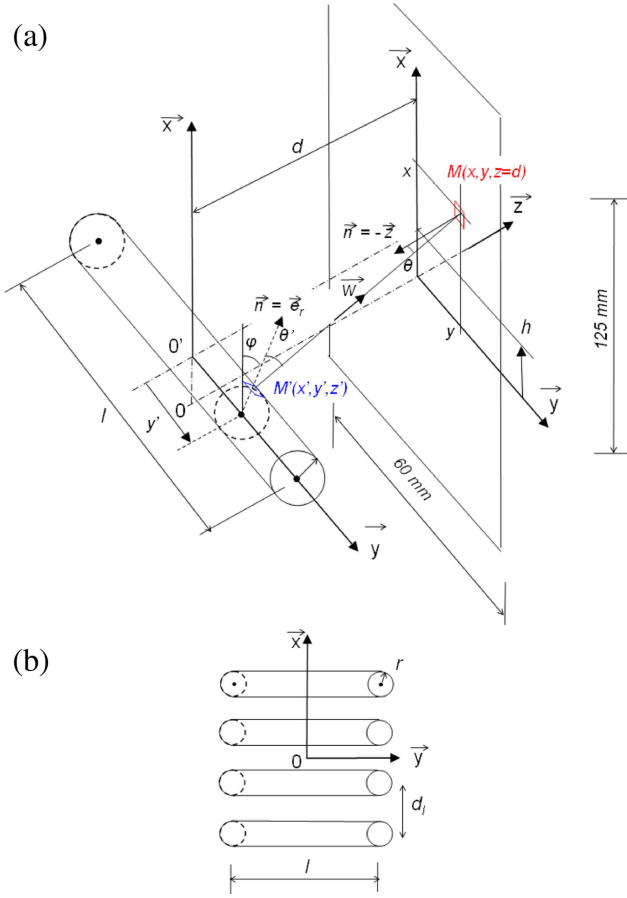 (a)
x
x
d
x
M(x,y,z=d)
z
n = -z
θ
w
n = e_r
θ'
y
h
125 mm
0'
φ
M'(x',y',z')
0
y'
y
l
60 mm
y
(b)
x
r
0
y
d_l
l